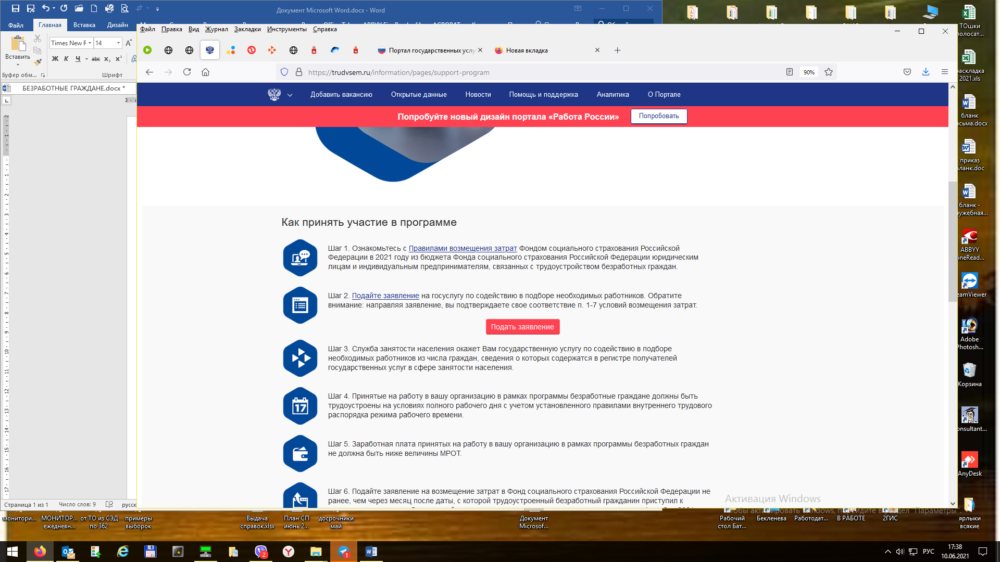 Документ Microsoft Word.docx - Word
Файл
Главная
Вставка
Дизайн
Times New R
14
Вставить
Ж К Ч abc x₂ x²
Буфер обм...
Шрифт
БЕЗРАБОТНЫЕ ГРАЖДАНЕ.docx *
Файл Правка Вид Журнал Закладки Инструменты Справка
Портал государственных услу
Новая вкладка
https://trudvsem.ru/information/pages/support-program
90%
Добавить вакансию
Открытые данные
Новости
Помощь и поддержка
Аналитика
О Портале
Попробуйте новый дизайн портала «Работа России»
Попробовать
Как принять участие в программе
Шаг 1. Ознакомьтесь с Правилами возмещения затрат Фондом социального страхования Российской
Федерации в 2021 году из бюджета Фонда социального страхования Российской Федерации юридическим
лицам и индивидуальным предпринимателям, связанных с трудоустройством безработных граждан.
Шаг 2. Подайте заявление на госуслугу по содействию в подборе необходимых работников. Обратите
внимание: направляя заявление, вы подтверждаете свое соответствие п. 1-7 условий возмещения затрат.
Подать заявление
Шаг 3. Служба занятости населения окажет Вам государственную услугу по содействию в подборе
необходимых работников из числа граждан, сведения о которых содержатся в регистре получателей
государственных услуг в сфере занятости населения.
17
Шаг 4. Принятые на работу в вашу организацию в рамках программы безработные граждане должны быть
трудоустроены на условиях полного рабочего дня с учетом установленного правилами внутреннего трудового
распорядка режима рабочего времени.
Шаг 5. Заработная плата принятых на работу в вашу организацию в рамках программы безработных граждан
не должна быть ниже величины МРОТ.
Шаг 6. Подайте заявление на возмещение затрат в Фонд социального страхования Российской Федерации не
ранее, чем через месяц после даты, с которой трудоустроенный безработный гражданин приступил к
Активация Windows
Чтобы активировать Windows, перейдите в раздел "Параметры".
Страница 1 из 1
Число слов: 9
русск
ТОшки
полосат...
раскладка
2021.xls
бланк
исьма.docx
приказ
бланк.doc
бланк -
лужебная...
ABBYY
ineRead...
eamViewer
Adobe
Photosh...
Корзина
onsultant...
AnyDesk
ярлыки
всякие
монитори...
МОНИТОР...
ежедневн...
от ТО из СЭД
по 362
примеры
выборок
Выдача
справок.xlsx
План СП
июнь 2...
досрочники
май
Документ
Microsof...
Рабочий
стол Бат...
Бекленева
Работодат...
В РАБОТЕ
2ГИС
2
1
РУС
17:38
10.06.2021